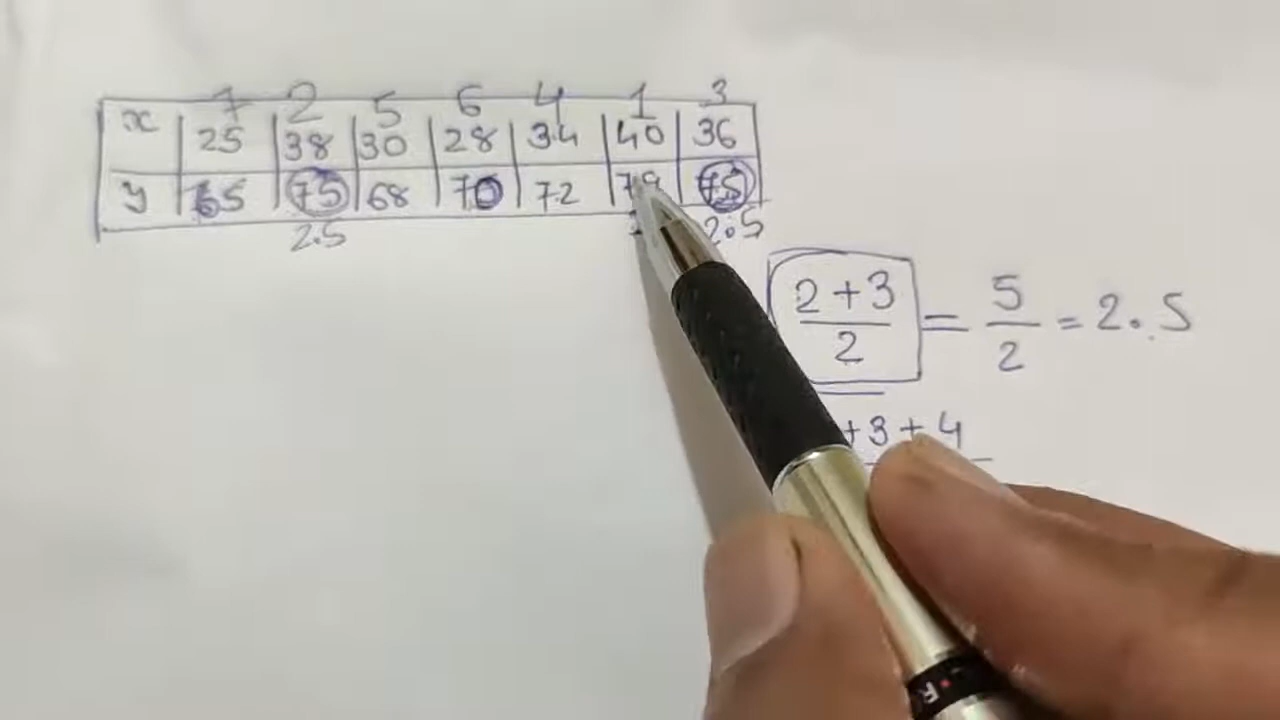 7 2 5 6 4 1 3
x 25 38 30 28 34 40 36
y 65 75 68 70 72 79 75
2.5 2.5
2+3 = 5 = 2.5
2 2
+3+4